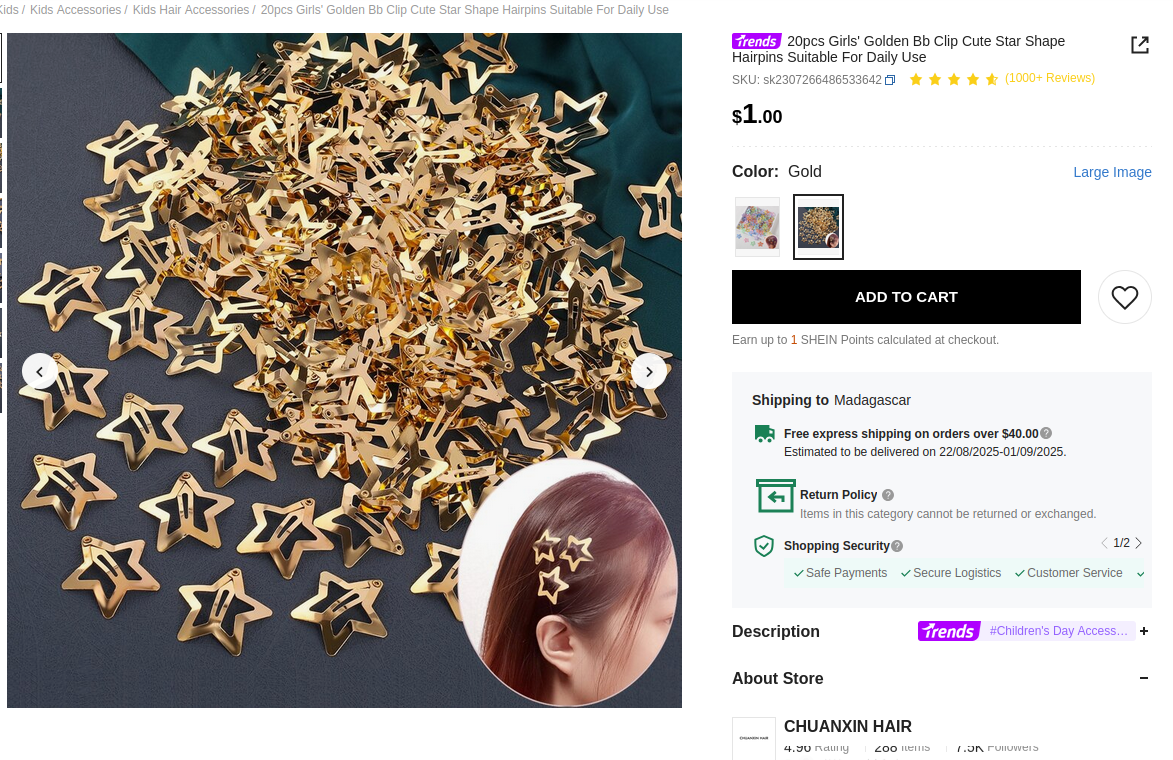 Kids / Kids Accessories / Kids Hair Accessories / 20pcs Girls' Golden Bb Clip Cute Star Shape Hairpins Suitable For Daily Use
Trends 20pcs Girls' Golden Bb Clip Cute Star Shape
Hairpins Suitable For Daily Use
SKU: sk2307266486533642 (1000+ Reviews)
$1.00
Color: Gold
Large Image
ADD TO CART
Earn up to 1 SHEIN Points calculated at checkout.
Shipping to Madagascar
Free express shipping on orders over $40.00
Estimated to be delivered on 22/08/2025-01/09/2025.
Return Policy
Items in this category cannot be returned or exchanged.
Shopping Security
1/2
Safe Payments Secure Logistics Customer Service
Description
Trends #Children's Day Access...
About Store
CHUANXIN HAIR
CHUANXIN HAIR
4.96 Rating 288 Items 7.5K Followers